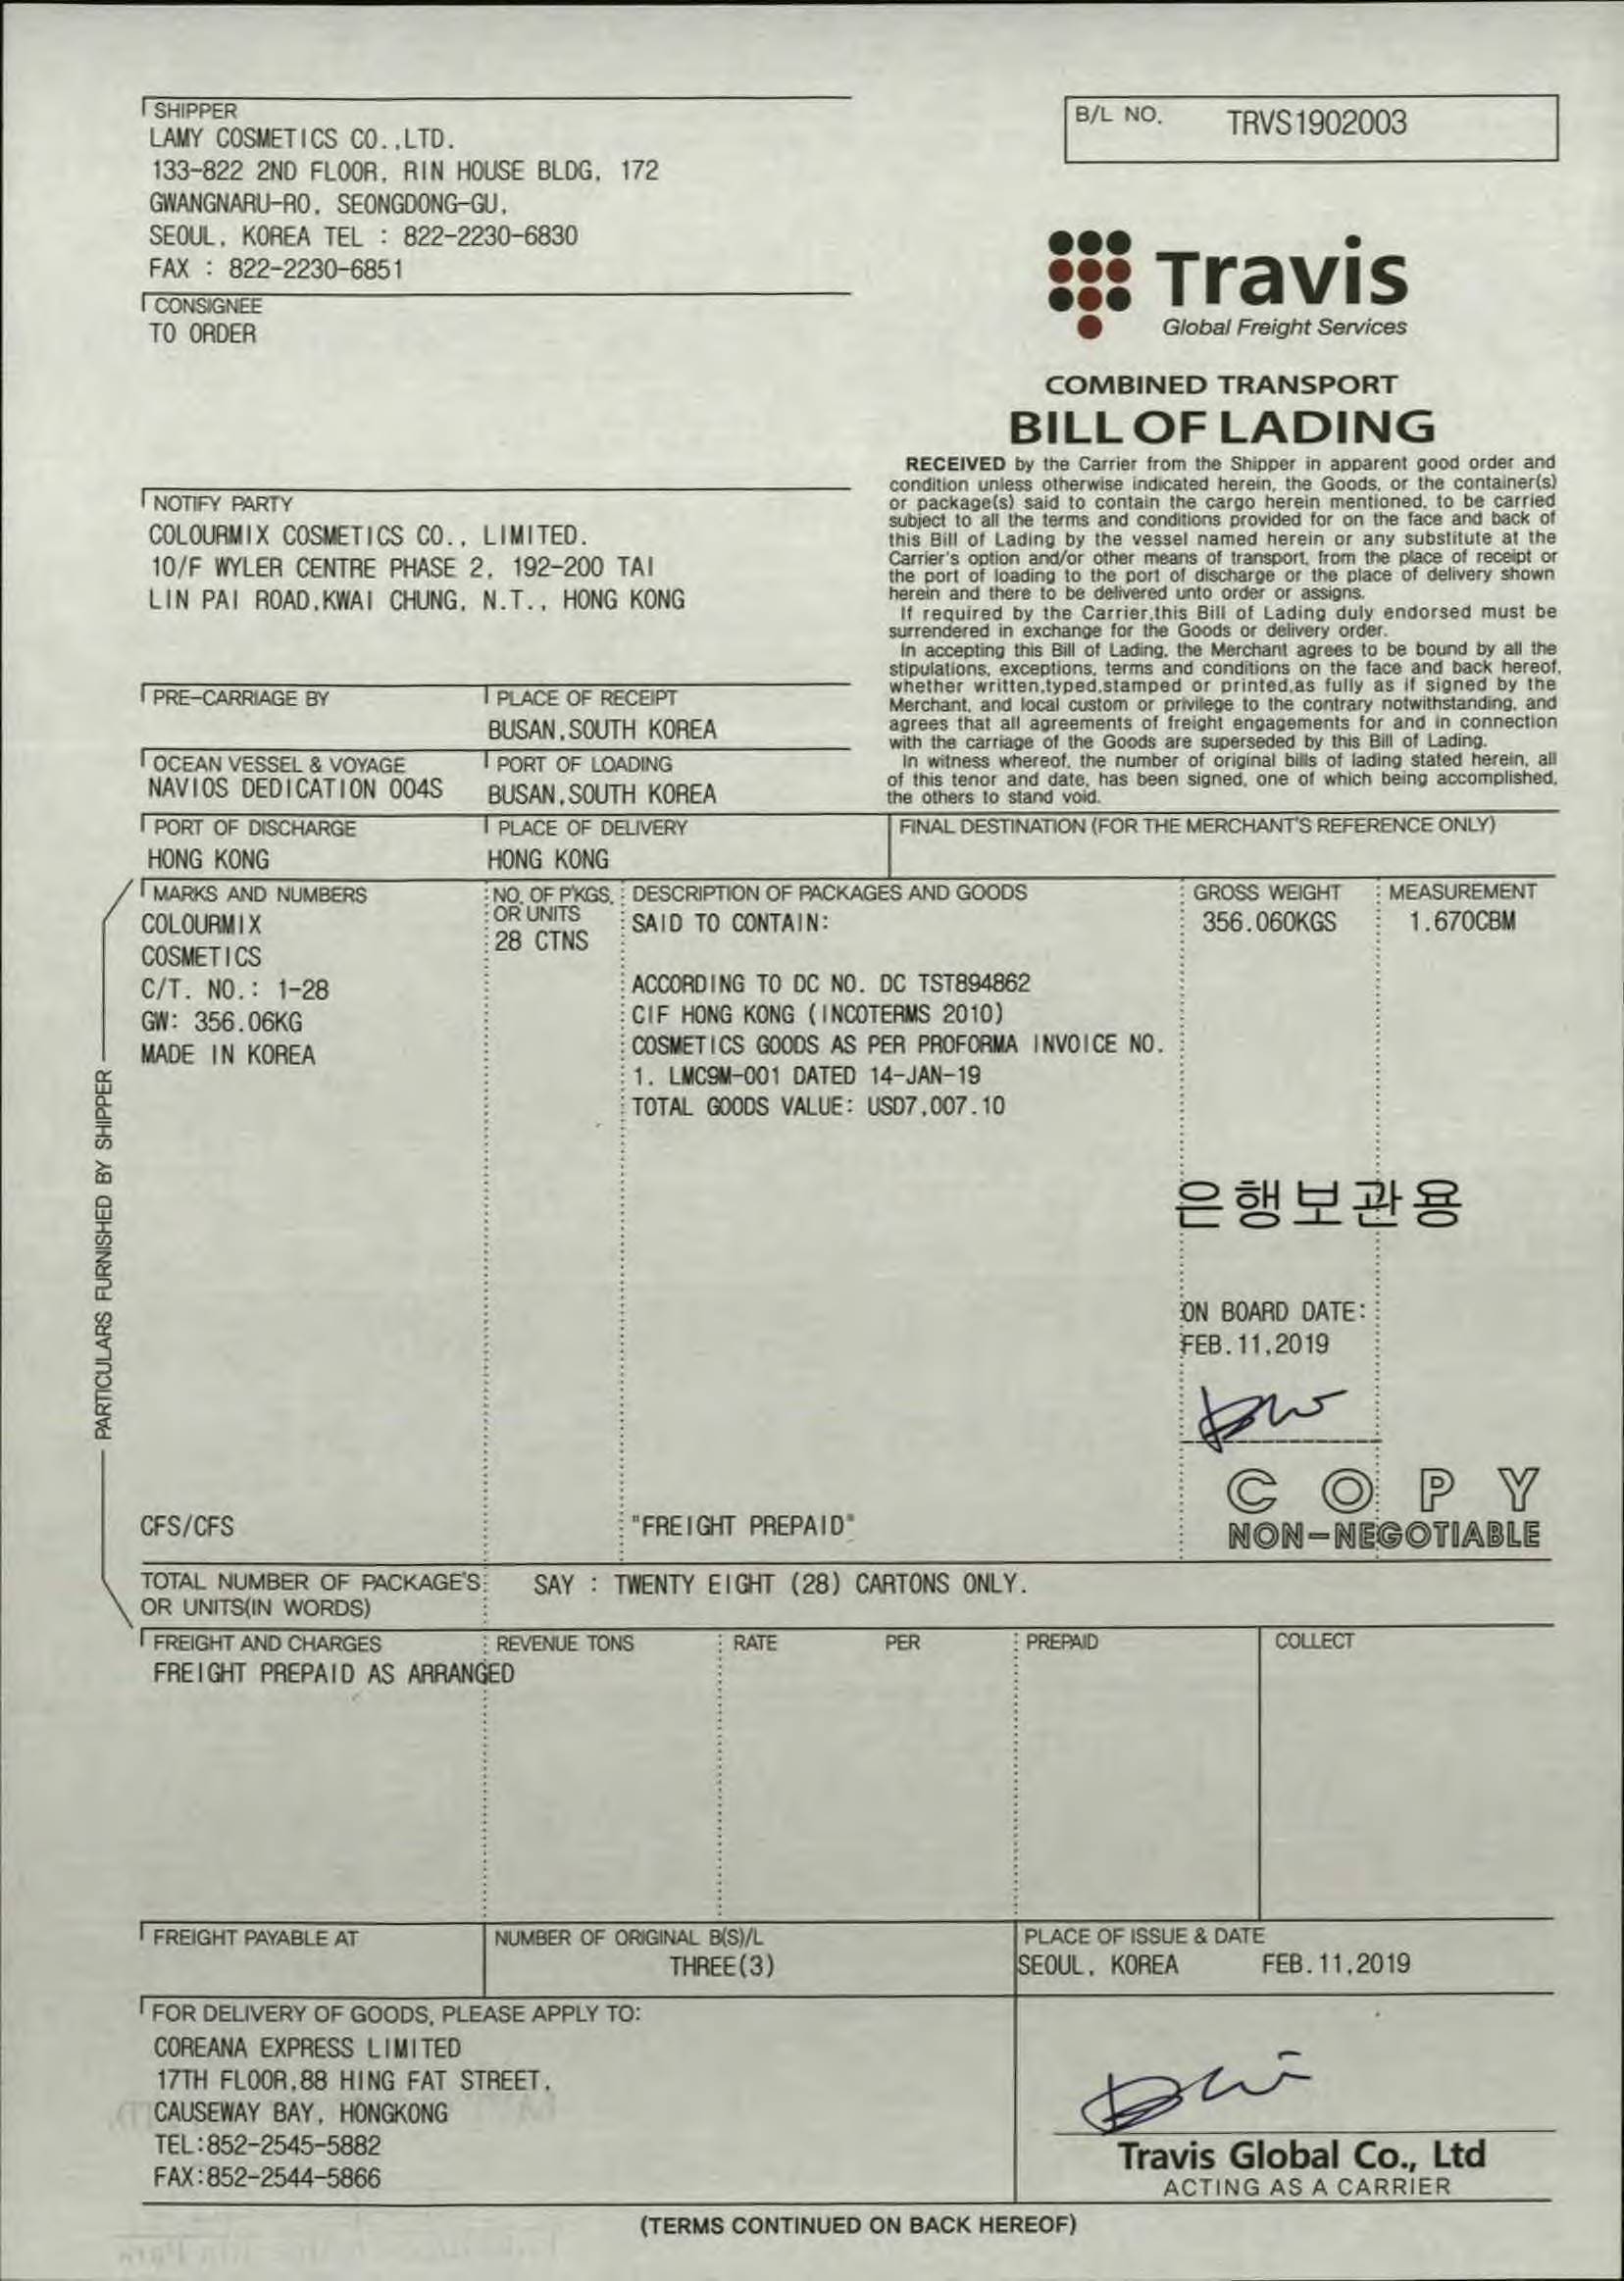 SHIPPER
LAMY COSMETICS CO.,LTD.
133-822 2ND FLOOR, RIN HOUSE BLDG, 172
GWANGNARU-RO, SEONGDONG-GU,
SEOUL, KOREA TEL : 822-2230-6830
FAX : 822-2230-6851
B/L NO. TRVS1902003
CONSIGNEE
TO ORDER
Travis
Global Freight Services
COMBINED TRANSPORT
BILL OF LADING
RECEIVED by the Carrier from the Shipper in apparent good order and
condition unless otherwise indicated herein, the Goods, or the container(s)
or package(s) said to contain the cargo herein mentioned, to be carried
subject to all the terms and conditions provided for on the face and back of
this Bill of Lading by the vessel named herein or any substitute at the
Carrier's option and/or other means of transport, from the place of receipt or
the port of loading to the port of discharge or the place of delivery shown
herein and there to be delivered unto order or assigns.
If required by the Carrier,this Bill of Lading duly endorsed must be
surrendered in exchange for the Goods or delivery order.
In accepting this Bill of Lading, the Merchant agrees to be bound by all the
stipulations, exceptions, terms and conditions on the face and back hereof,
whether written,typed,stamped or printed,as fully as if signed by the
Merchant, and local custom or privilege to the contrary notwithstanding, and
agrees that all agreements of freight engagements for and in connection
with the carriage of the Goods are superseded by this Bill of Lading.
In witness whereof, the number of original bills of lading stated herein, all
of this tenor and date, has been signed, one of which being accomplished,
the others to stand void.
NOTIFY PARTY
COLOURMIX COSMETICS CO., LIMITED.
10/F WYLER CENTRE PHASE 2, 192-200 TAI
LIN PAI ROAD,KWAI CHUNG, N.T., HONG KONG
PRE-CARRIAGE BY
PLACE OF RECEIPT
BUSAN,SOUTH KOREA
OCEAN VESSEL & VOYAGE
NAVIOS DEDICATION 004S
PORT OF LOADING
BUSAN,SOUTH KOREA
PORT OF DISCHARGE
HONG KONG
PLACE OF DELIVERY
HONG KONG
FINAL DESTINATION (FOR THE MERCHANT'S REFERENCE ONLY)
PARTICULARS FURNISHED BY SHIPPER
MARKS AND NUMBERS
COLOURMIX
COSMETICS
C/T. NO.: 1-28
GW: 356.06KG
MADE IN KOREA
NO. OF P'KGS,
OR UNITS
28 CTNS
DESCRIPTION OF PACKAGES AND GOODS
SAID TO CONTAIN:
ACCORDING TO DC NO. DC TST894862
CIF HONG KONG (INCOTERMS 2010)
COSMETICS GOODS AS PER PROFORMA INVOICE NO.
1. LMC9M-001 DATED 14-JAN-19
TOTAL GOODS VALUE: USD7,007.10
GROSS WEIGHT
356.060KGS
MEASUREMENT
1.670CBM
은행보관용
ON BOARD DATE:
FEB.11,2019
COPY
NON-NEGOTIABLE
CFS/CFS
"FREIGHT PREPAID"
TOTAL NUMBER OF PACKAGE'S
OR UNITS(IN WORDS)
SAY : TWENTY EIGHT (28) CARTONS ONLY.
FREIGHT AND CHARGES
FREIGHT PREPAID AS ARRANGED
REVENUE TONS
RATE
PER
PREPAID
COLLECT
FREIGHT PAYABLE AT
NUMBER OF ORIGINAL B(S)/L
THREE(3)
PLACE OF ISSUE & DATE
SEOUL, KOREA FEB.11,2019
FOR DELIVERY OF GOODS, PLEASE APPLY TO:
COREANA EXPRESS LIMITED
17TH FLOOR,88 HING FAT STREET,
CAUSEWAY BAY, HONGKONG
TEL:852-2545-5882
FAX:852-2544-5866
Travis Global Co., Ltd
ACTING AS A CARRIER
(TERMS CONTINUED ON BACK HEREOF)